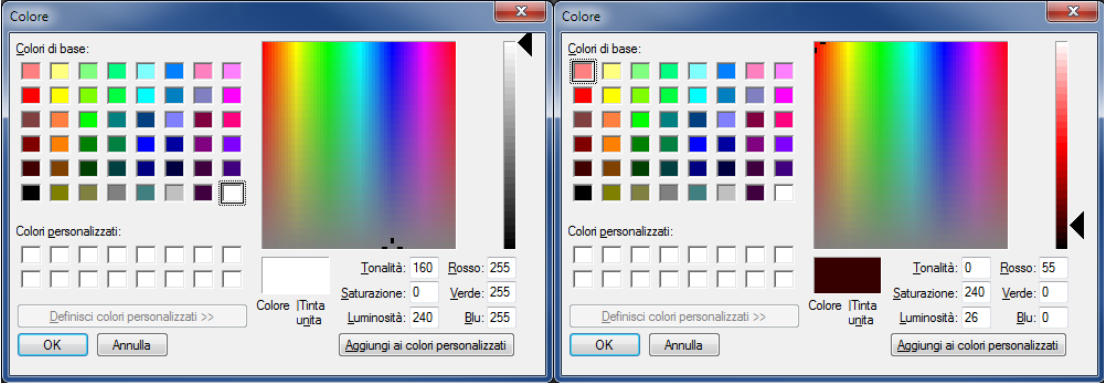 Colore
Colori di base:
Colori personalizzati:
Definisci colori personalizzati >>
OK Annulla
Colore |Tinta
unita
Tonalità: 160 Rosso: 255
Saturazione: 0 Verde: 255
Luminosità: 240 Blu: 255
Aggiungi ai colori personalizzati
Colore
Colori di base:
Colori personalizzati:
Definisci colori personalizzati >>
OK Annulla
Colore |Tinta
unita
Tonalità: 0 Rosso: 55
Saturazione: 240 Verde: 0
Luminosità: 26 Blu: 0
Aggiungi ai colori personalizzati